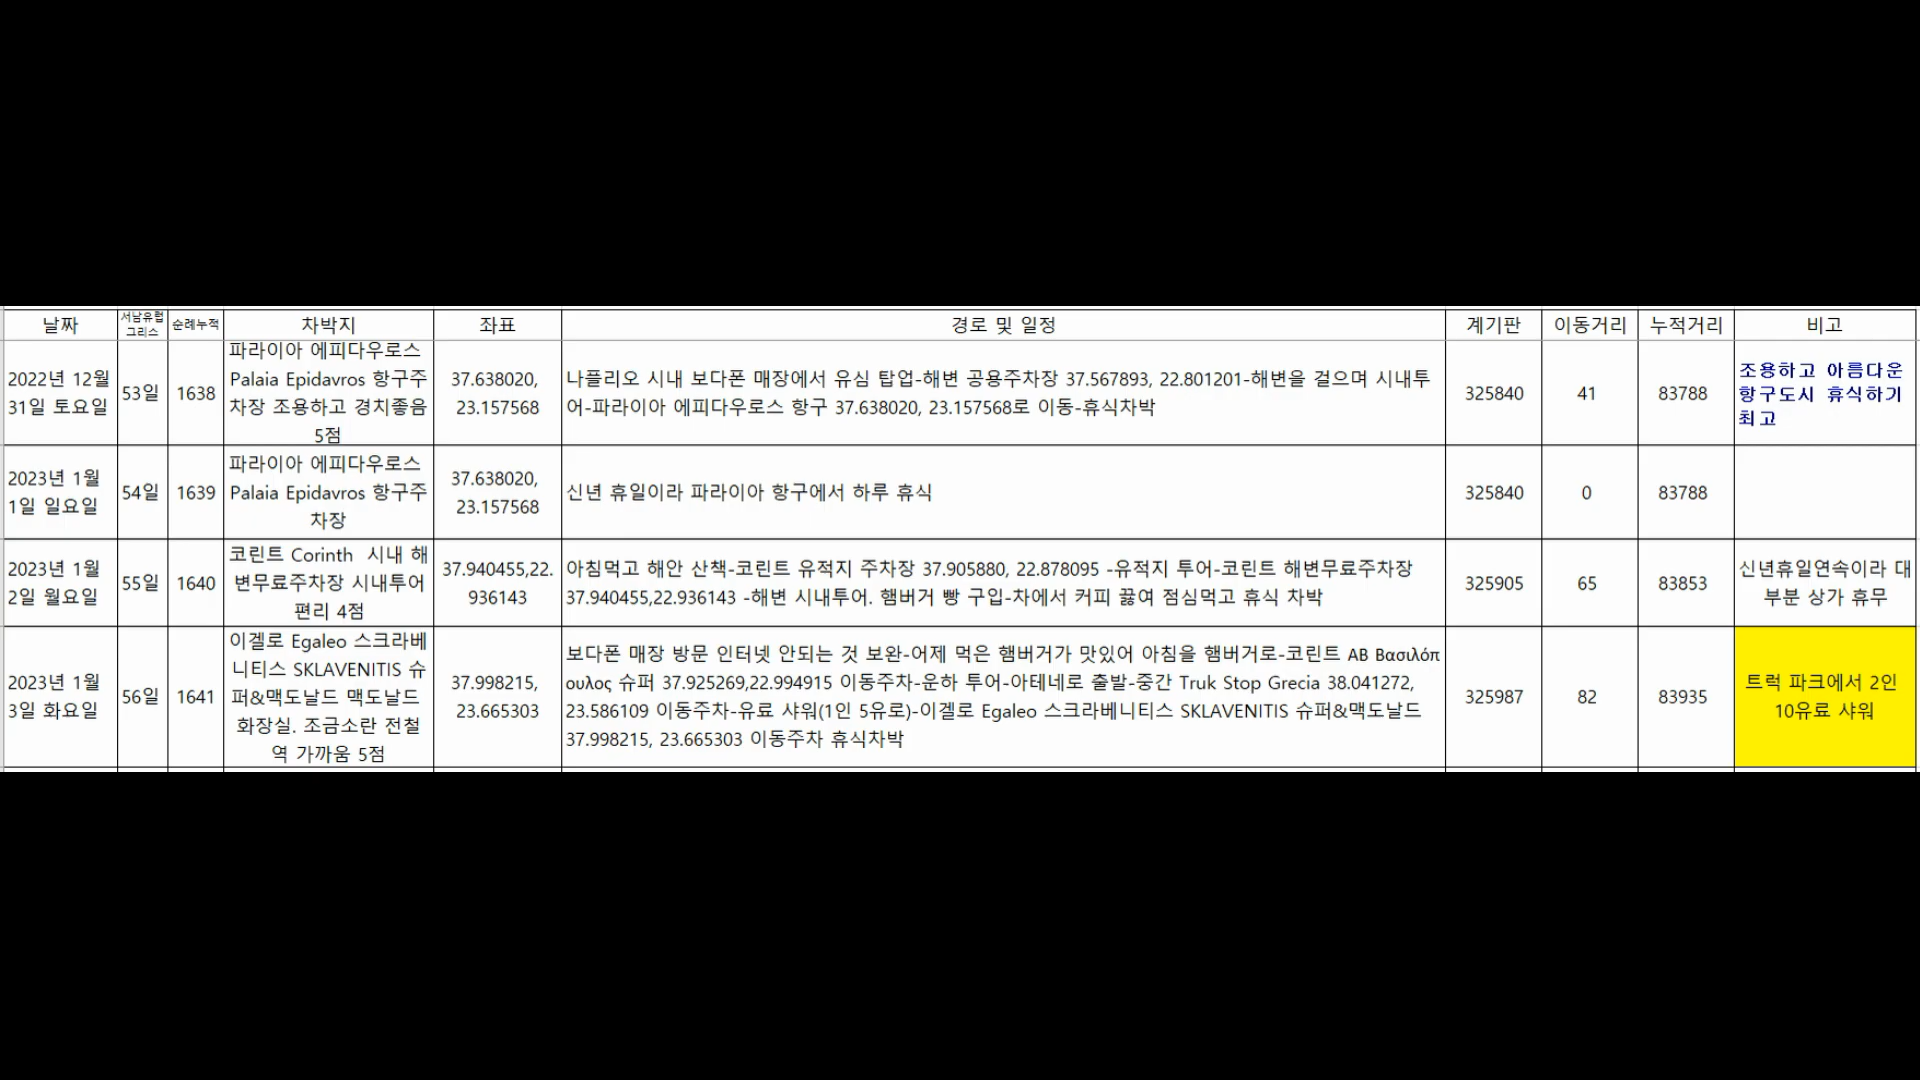 날짜
서남유럽
그리스
순례누적
차박지
좌표
경로 및 일정
계기판
이동거리
누적거리
비고
2022년 12월
31일 토요일
53일
1638
파라이아 에피다우로스
Palaia Epidavros 항구주
차장 조용하고 경치좋음
5점
37.638020,
23.157568
나플리오 시내 보다폰 매장에서 유심 탑업-해변 공용주차장 37.567893, 22.801201-해변을 걸으며 시내투
어-파라이아 에피다우로스 항구 37.638020, 23.157568로 이동-휴식차박
325840
41
83788
조용하고 아름다운
항구도시 휴식하기
최고
2023년 1월
1일 일요일
54일
1639
파라이아 에피다우로스
Palaia Epidavros 항구주
차장
37.638020,
23.157568
신년 휴일이라 파라이아 항구에서 하루 휴식
325840
0
83788
2023년 1월
2일 월요일
55일
1640
코린트 Corinth 시내 해
변무료주차장 시내투어
편리 4점
37.940455,22.
936143
아침먹고 해안 산책-코린트 유적지 주차장 37.905880, 22.878095 -유적지 투어-코린트 해변무료주차장
37.940455,22.936143 -해변 시내투어. 햄버거 빵 구입-차에서 커피 끓여 점심먹고 휴식 차박
325905
65
83853
신년휴일연속이라 대
부분 상가 휴무
2023년 1월
3일 화요일
56일
1641
이겔로 Egaleo 스크라베
니티스 SKLAVENITIS 슈
퍼&맥도날드 맥도날드
화장실. 조금소란 전철
역 가까움 5점
37.998215,
23.665303
보다폰 매장 방문 인터넷 안되는 것 보완-어제 먹은 햄버거가 맛있어 아침을 햄버거로-코린트 AB Βασιλόπ
ουλος 슈퍼 37.925269,22.994915 이동주차-운하 투어-아테네로 출발-중간 Truk Stop Grecia 38.041272,
23.586109 이동주차-유료 샤워(1인 5유로)-이겔로 Egaleo 스크라베니티스 SKLAVENITIS 슈퍼&맥도날드
37.998215, 23.665303 이동주차 휴식차박
325987
82
83935
트럭 파크에서 2인
10유료 샤워